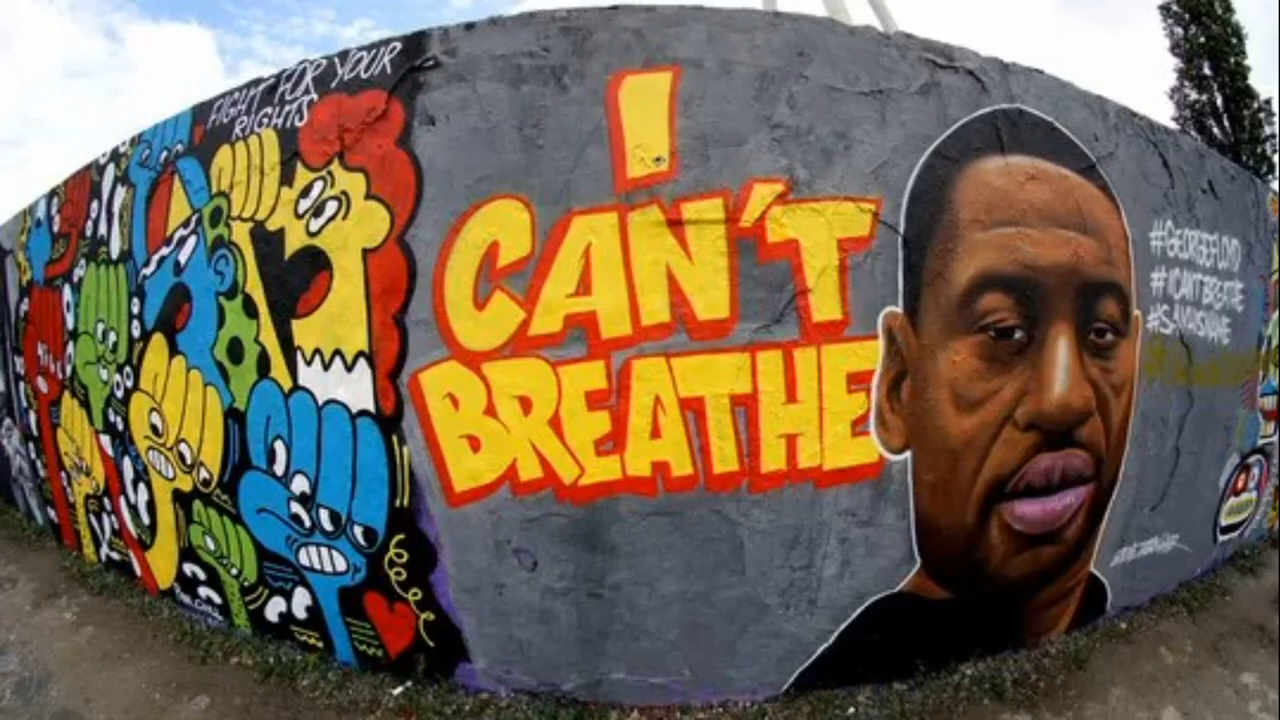 FIGHT FOR YOUR
RIGHTS
I
CAN'T
BREATHE
#GEORGEFLOYD
#ICANTBREATHE
#SAYHISNAME